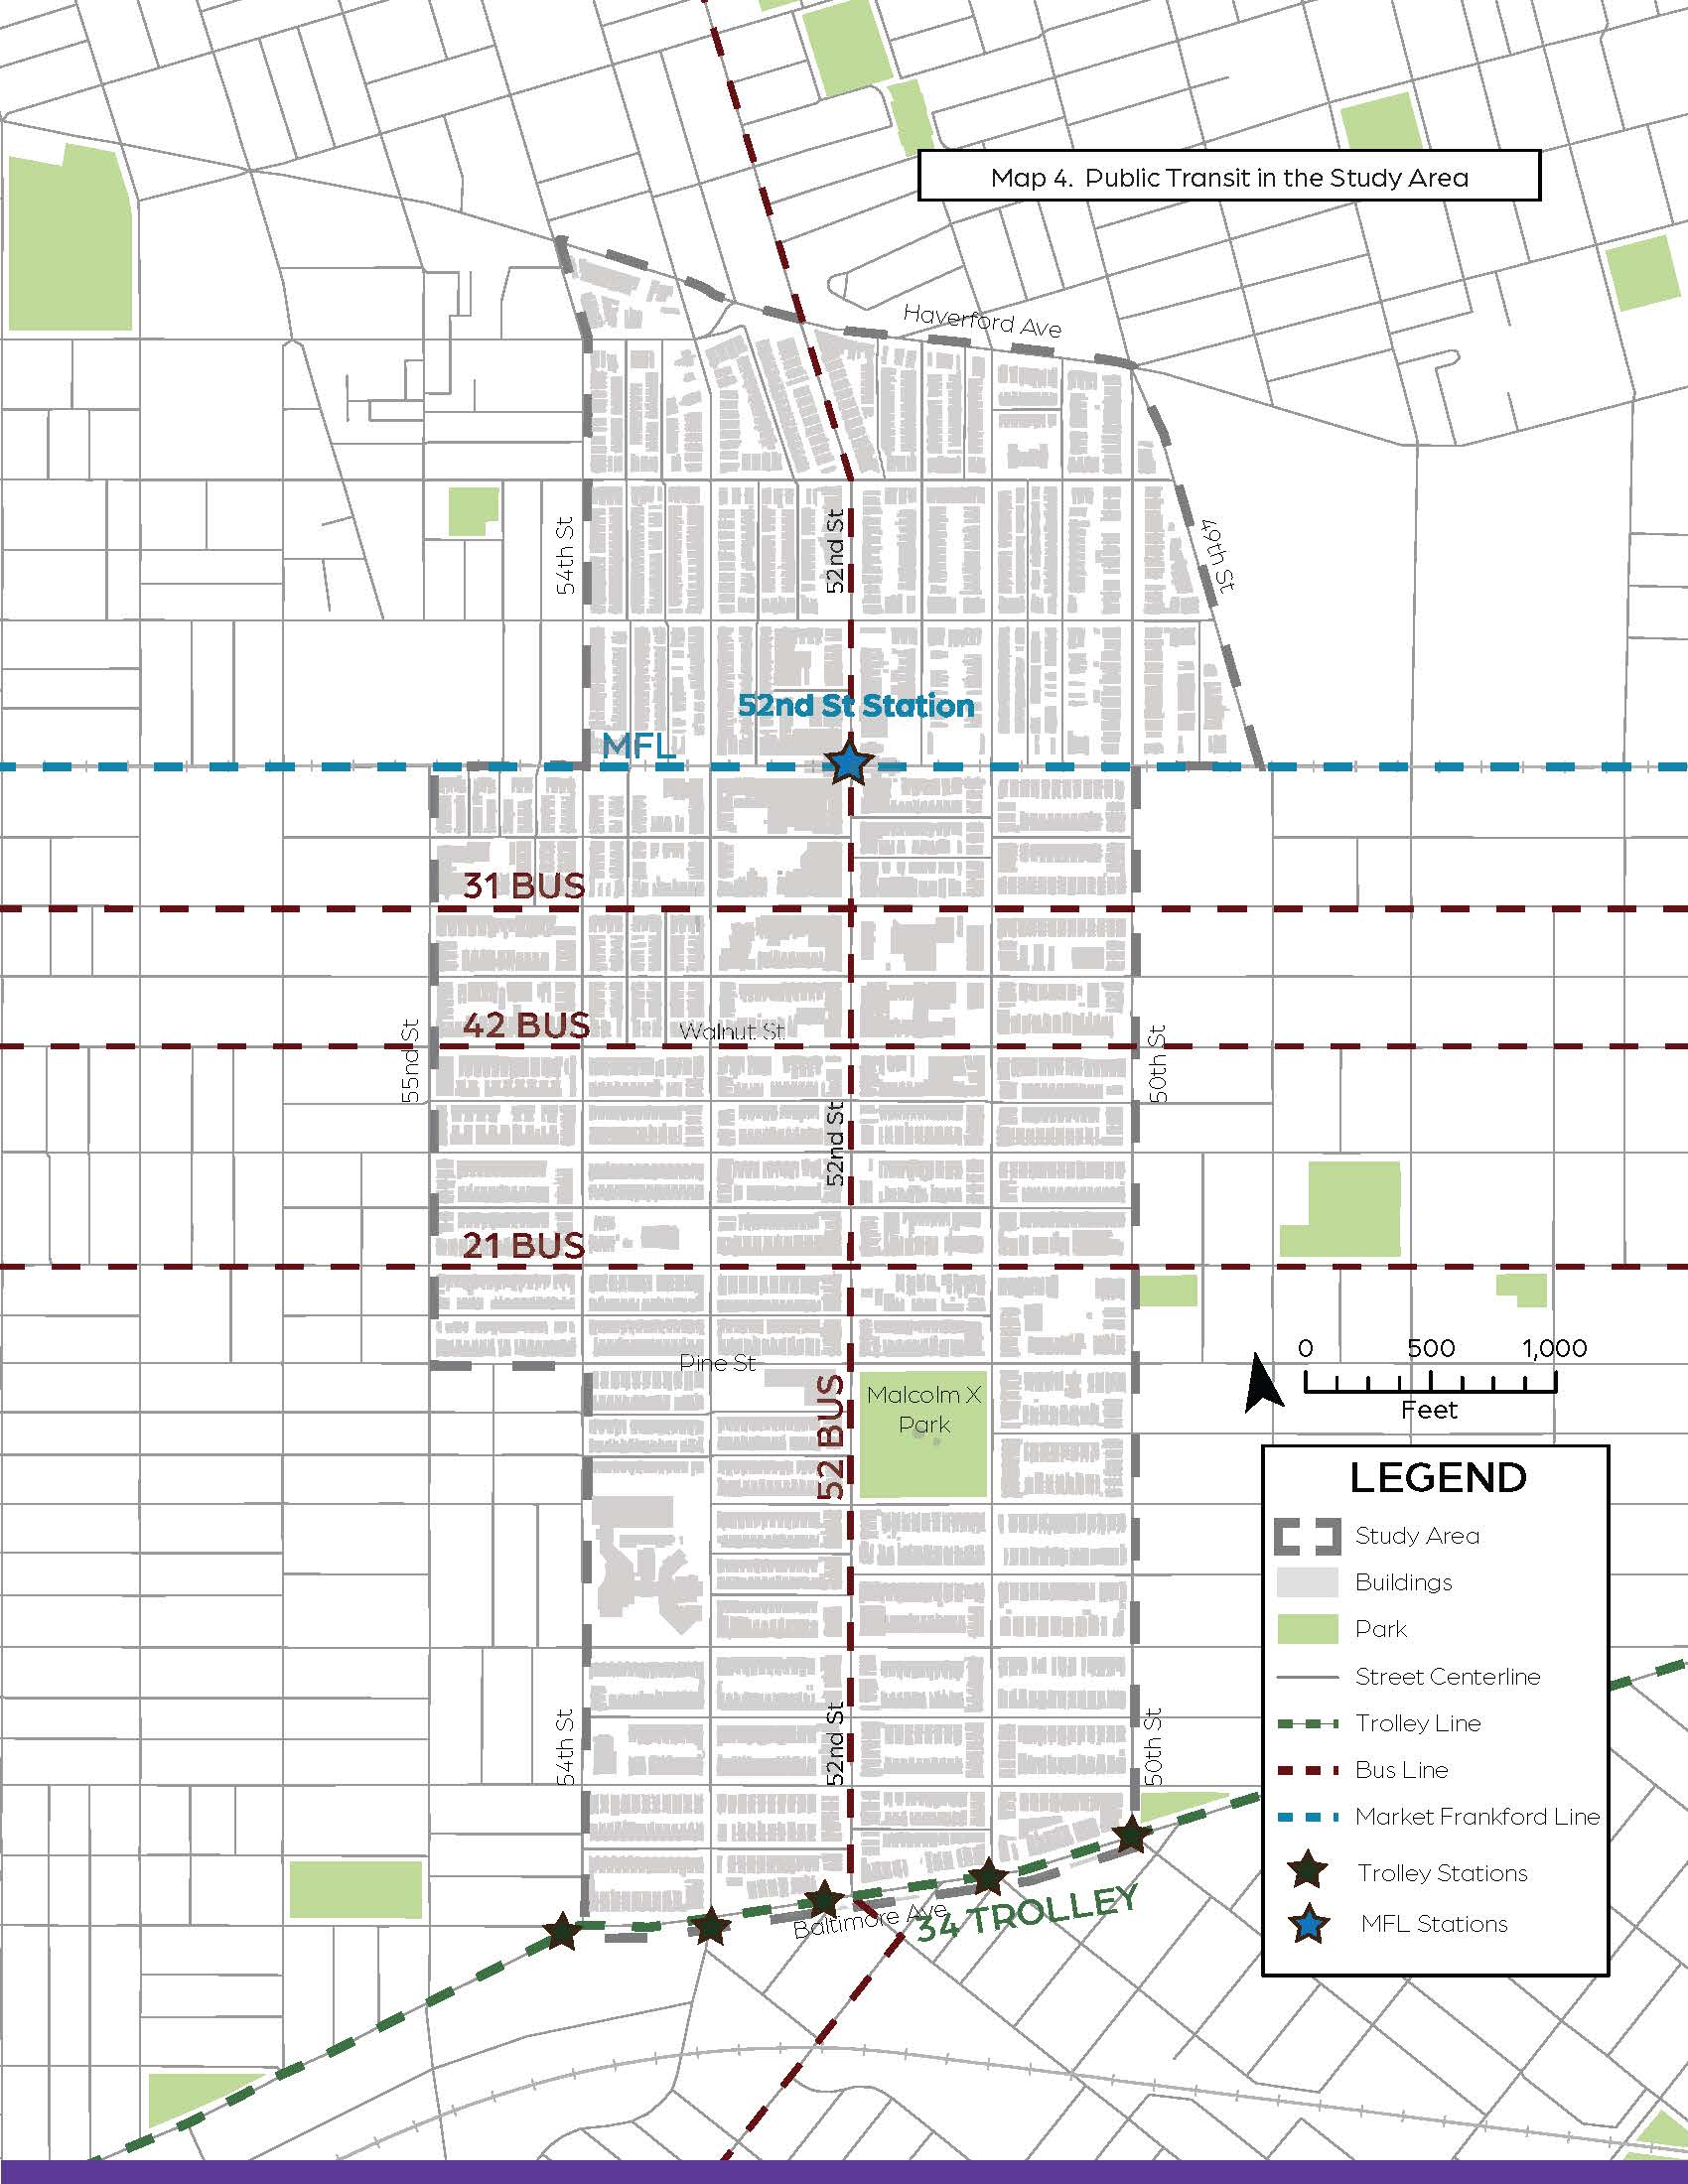 Map 4. Public Transit in the Study Area
Haverford Ave
54th St
52nd St
49th St
52nd St Station
MFL
31 BUS
42 BUS
Walnut St
55nd St
50th St
52nd St
21 BUS
Pine St
52 BUS
Malcolm X
Park
0 500 1,000
Feet
LEGEND
Study Area
Buildings
Park
Street Centerline
Trolley Line
Bus Line
Market Frankford Line
Trolley Stations
MFL Stations
54th St
52nd St
50th St
Baltimore Ave
34 TROLLEY